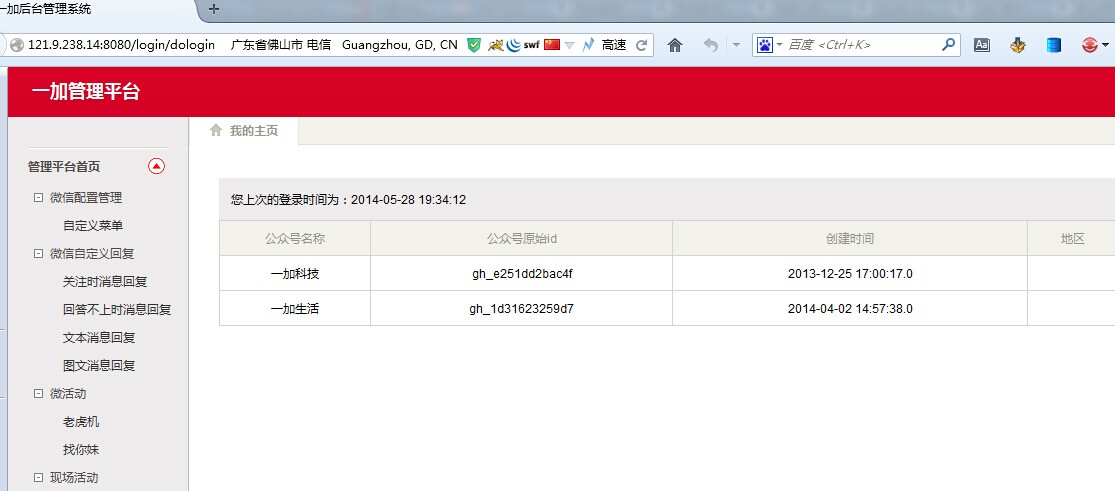 一加后台管理系统
121.9.238.14:8080/login/dologin 广东省佛山市 电信 Guangzhou, GD, CN swf 高速 百度 <Ctrl+K> Aa
一加管理平台
我的主页
管理平台首页
微信配置管理
自定义菜单
微信自定义回复
关注时消息回复
回答不上时消息回复
文本消息回复
图文消息回复
微活动
老虎机
找你妹
现场活动
您上次的登录时间为：2014-05-28 19:34:12
公众号名称 公众号原始id 创建时间 地区
一加科技 gh_e251dd2bac4f 2013-12-25 17:00:17.0
一加生活 gh_1d31623259d7 2014-04-02 14:57:38.0